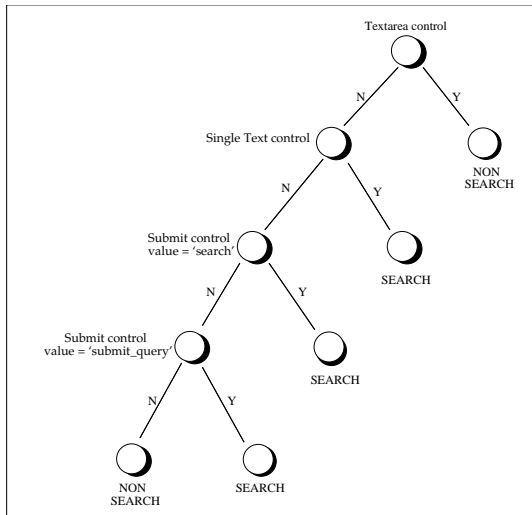 Textarea control
N
Y
Single Text control
NON
SEARCH
N
Y
Submit control
value = ‘search’
SEARCH
N
Y
Submit control
value = ‘submit_query’
SEARCH
N
Y
NON
SEARCH
SEARCH